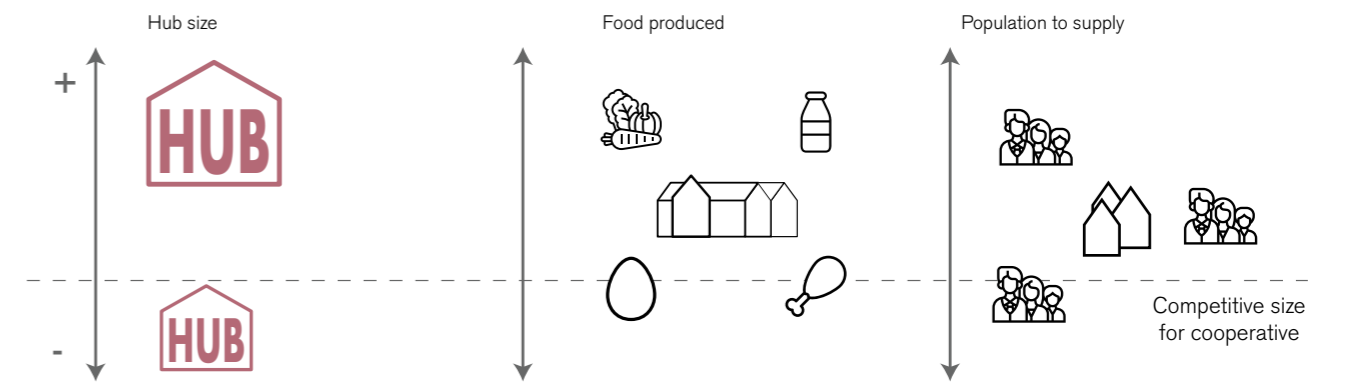 Hub size
Food produced
Population to supply
+
HUB
HUB
-
Competitive size
for cooperative